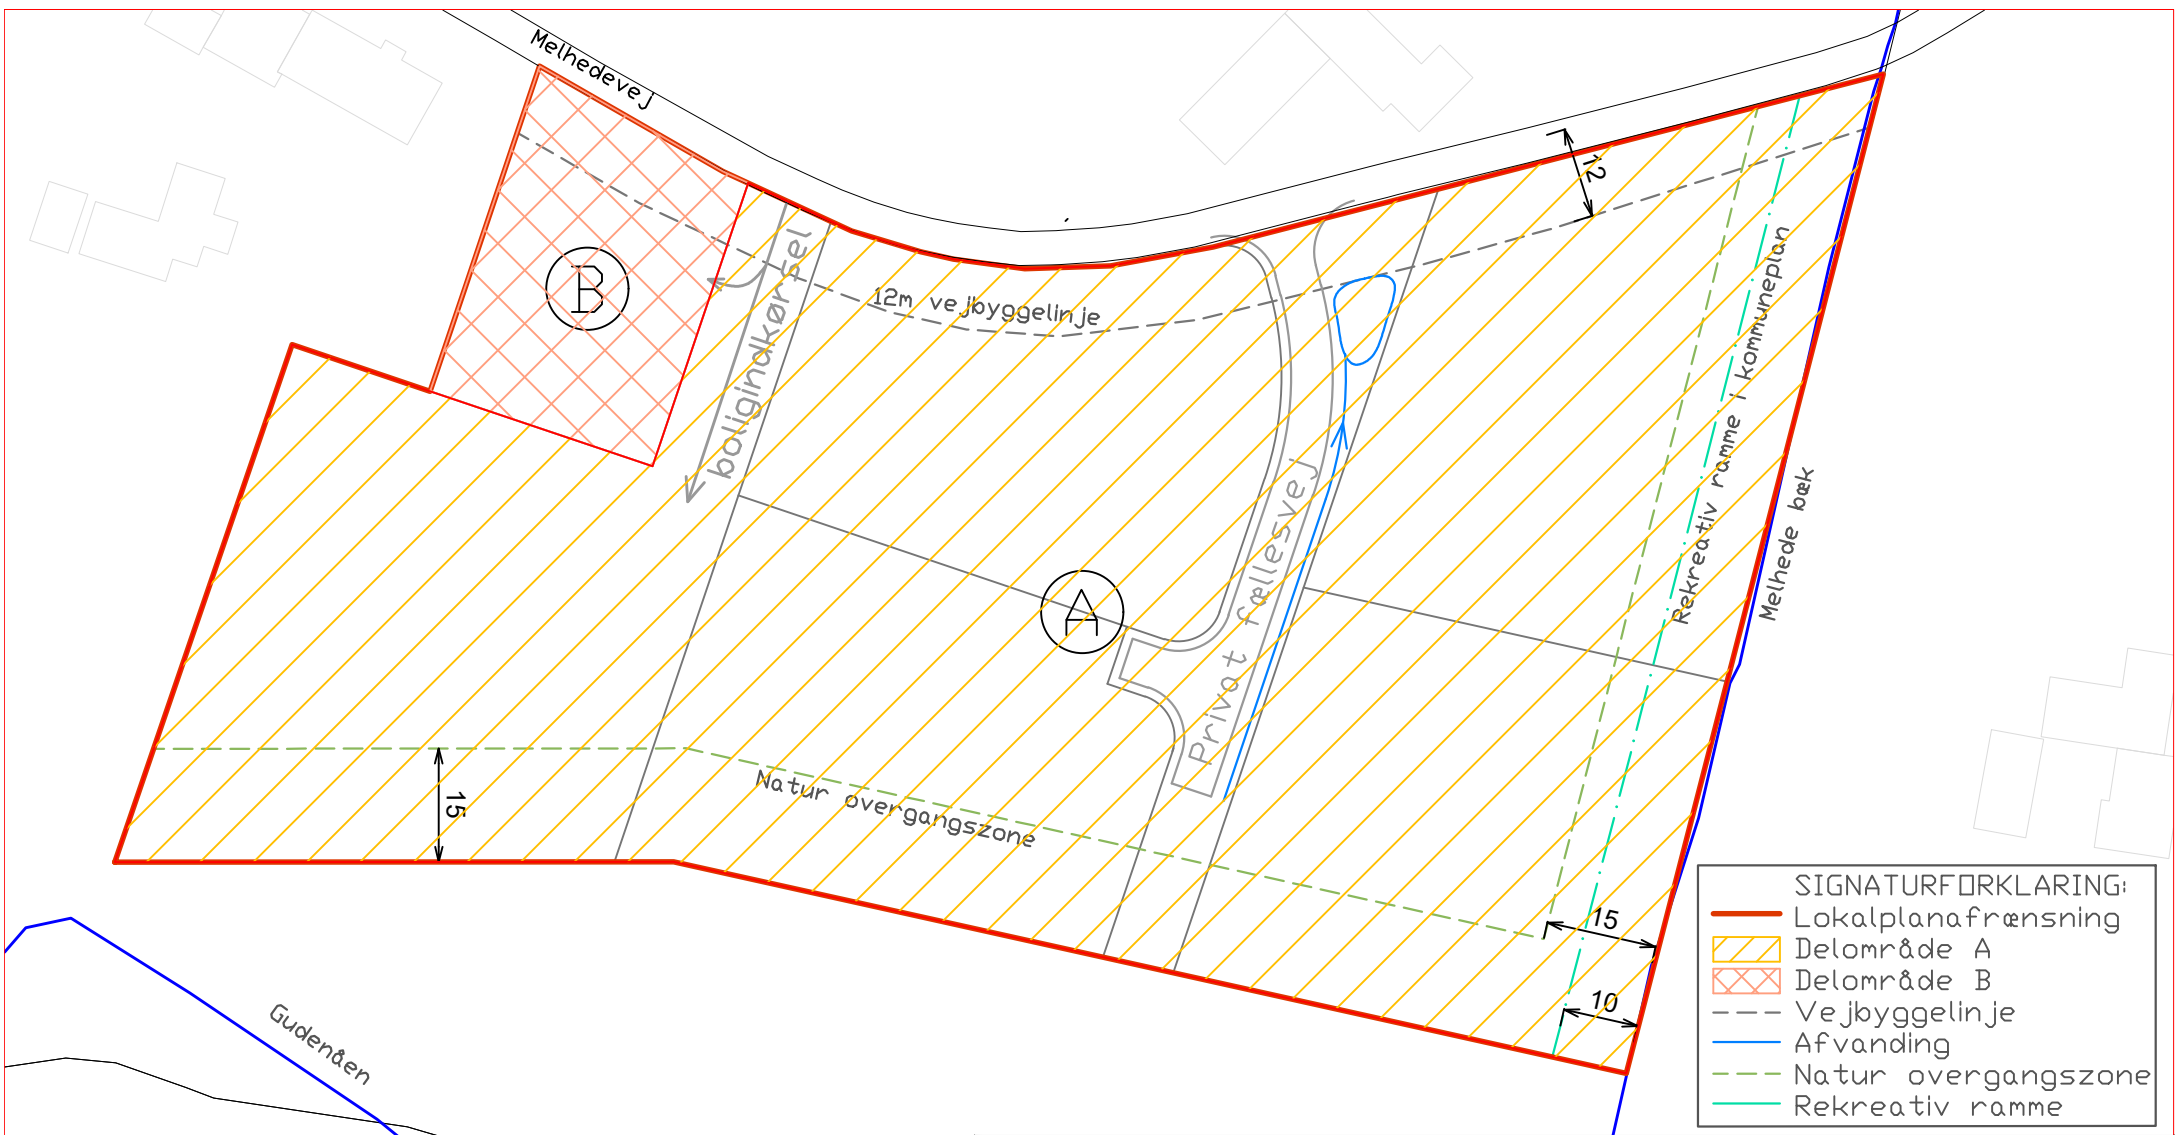 Melhedevej
12
B
boligindkørsel
12m vejbyggelinje
Rekreativ ramme i kommuneplan
Privat fællesvej
Melhede bæk
A
15
Natur overgangszone
15
10
Gudenåen
SIGNATURFORKLARING:
Lokalplanafrænsning
Delområde A
Delområde B
Vejbyggelinje
Afvanding
Natur overgangszone
Rekreativ ramme